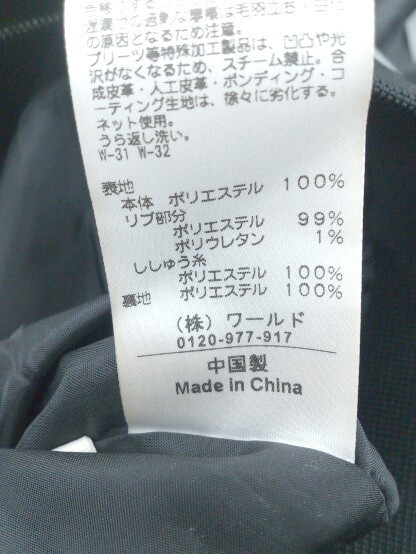 の原因となるため注意。
プリーツ等特殊加工製品は、凹凸や光
沢がなくなるため、スチーム禁止。合
成皮革・人工皮革・ボンディング・コ
ーティング生地は、徐々に劣化する。
ネット使用。
うら返し洗い。
W-31 W-32
表地
本体 ポリエステル 100%
リブ部分
ポリエステル 99%
ポリウレタン 1%
ししゅう糸
ポリエステル 100%
裏地 ポリエステル 100%
(株) ワールド
0120-977-917
中国製
Made in China